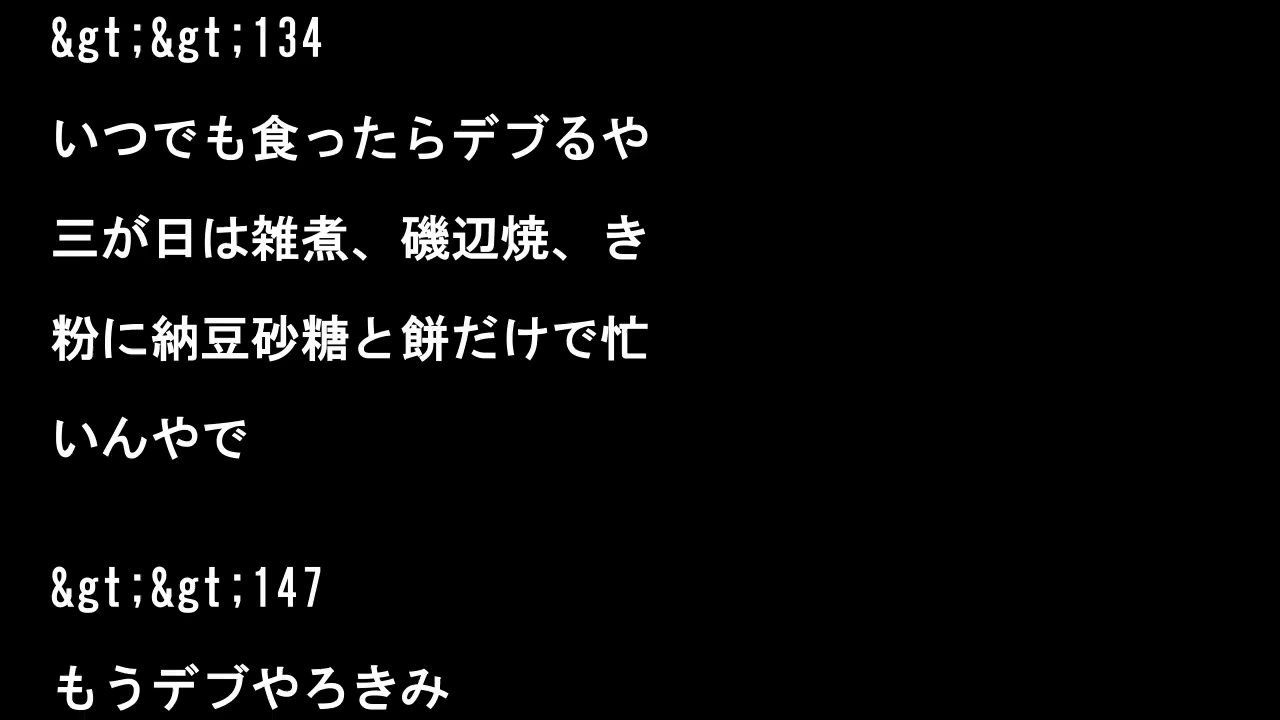 &gt;&gt;134
いつでも食ったらデブるや
三が日は雑煮、磯辺焼、き
粉に納豆砂糖と餅だけで忙
いんやで
&gt;&gt;147
もうデブやろきみ